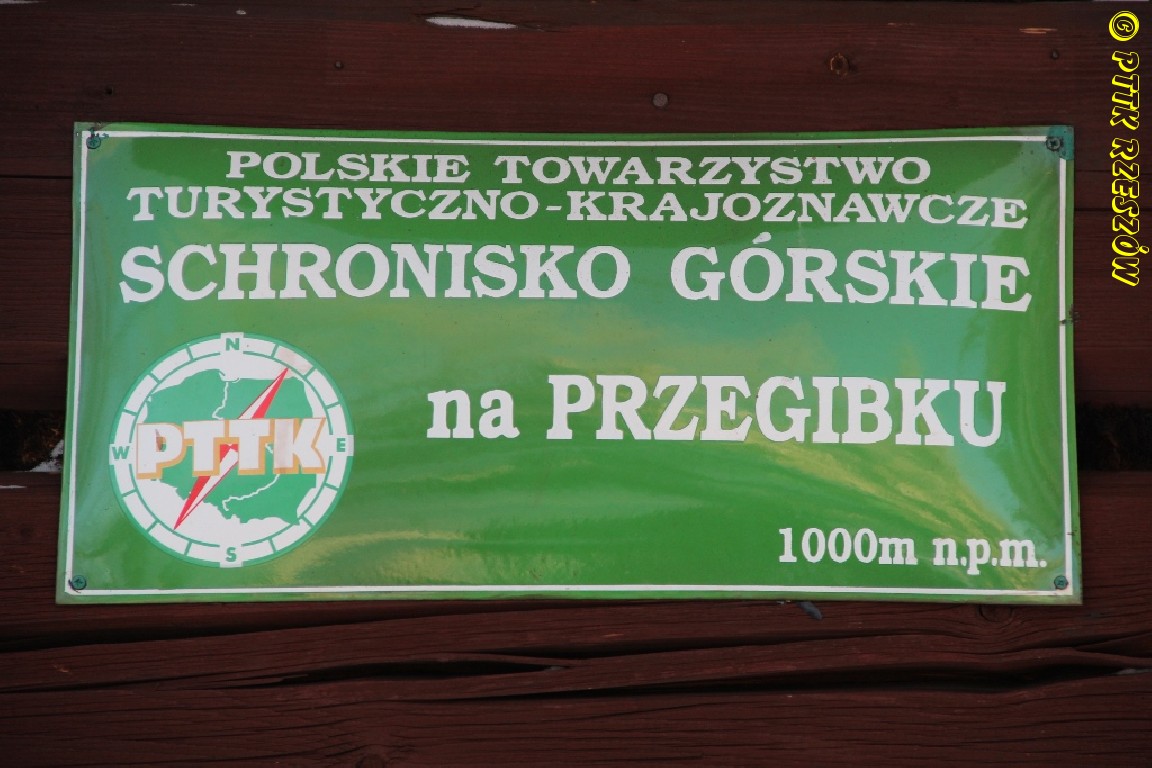 POLSKIE TOWARZYSTWO
TURYSTYCZNO-KRAJOZNAWCZE
SCHRONISKO GÓRSKIE
na PRZEGIBKU
N
W PTTK E
S
1000m n.p.m.
© PTTK RZESZÓW